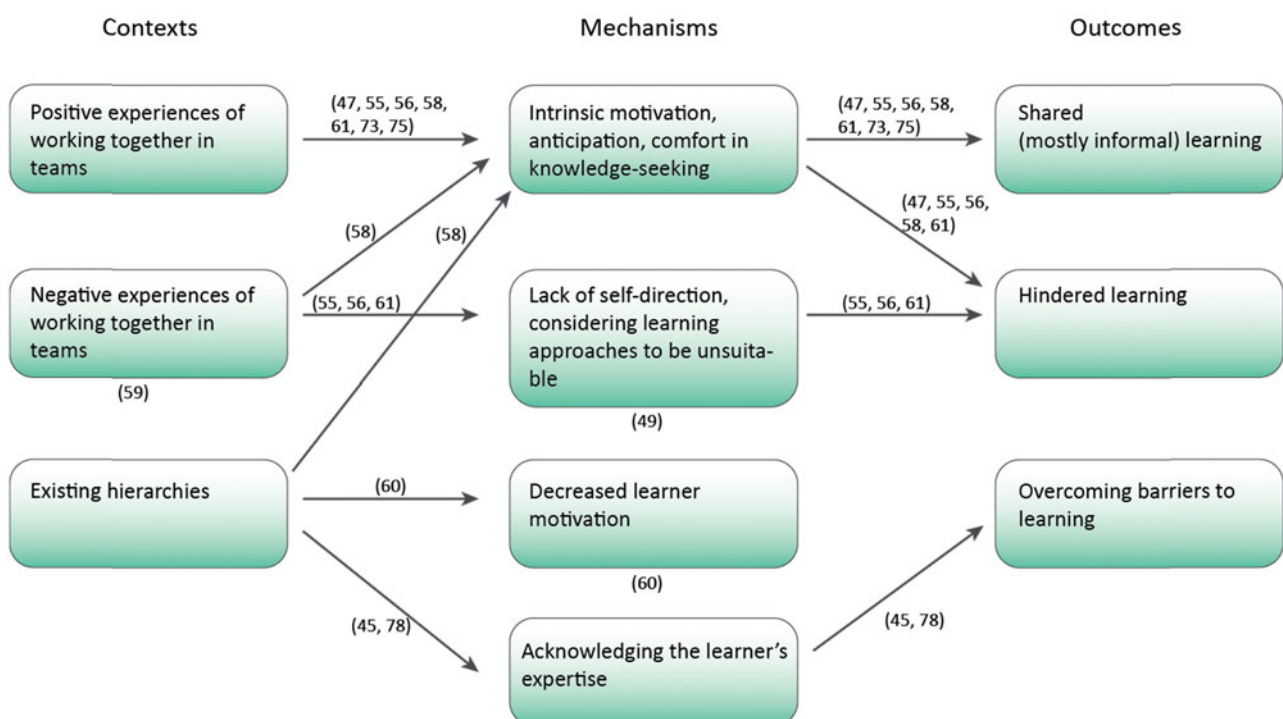 Contexts
Mechanisms
Outcomes
Positive experiences of
working together in
teams
(47, 55, 56, 58,
61, 73, 75)
Intrinsic motivation,
anticipation, comfort in
knowledge-seeking
(47, 55, 56, 58,
61, 73, 75)
Shared
(mostly informal) learning
(58)
(58)
(47, 55, 56,
58, 61)
Negative experiences of
working together in
teams
(59)
(55, 56, 61)
Lack of self-direction,
considering learning
approaches to be unsuita-
ble
(49)
(55, 56, 61)
Hindered learning
Existing hierarchies
(60)
Decreased learner
motivation
(60)
Overcoming barriers to
learning
(45, 78)
Acknowledging the learner’s
expertise
(45, 78)